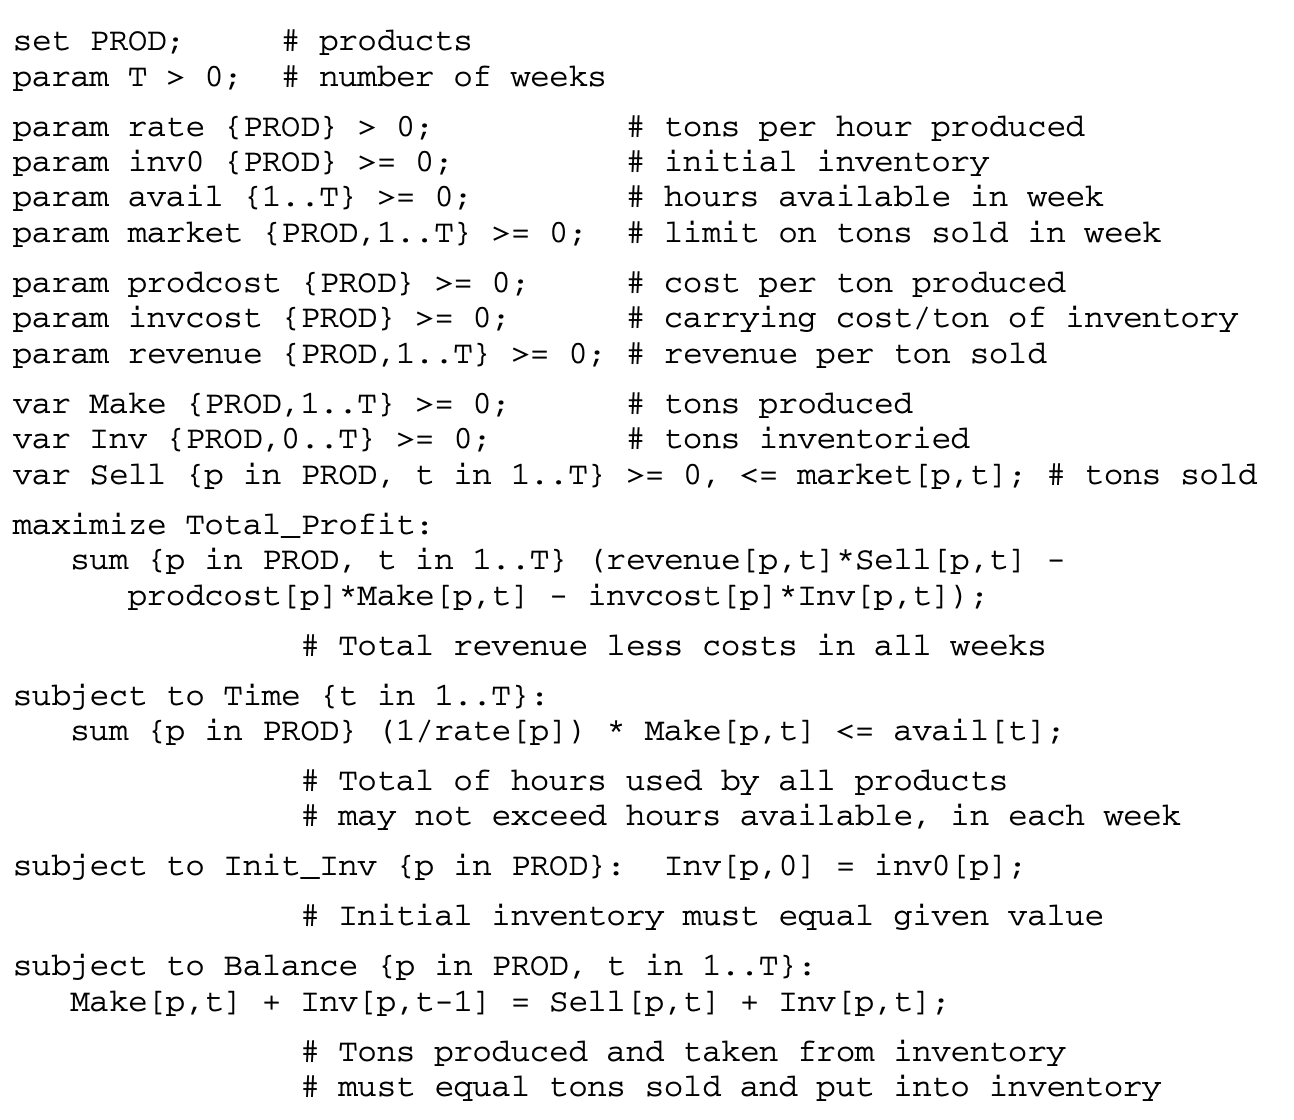 set PROD;     # products
param T > 0;  # number of weeks
param rate {PROD} > 0;          # tons per hour produced
param inv0 {PROD} >= 0;         # initial inventory
param avail {1..T} >= 0;        # hours available in week
param market {PROD,1..T} >= 0;  # limit on tons sold in week
param prodcost {PROD} >= 0;     # cost per ton produced
param invcost {PROD} >= 0;      # carrying cost/ton of inventory
param revenue {PROD,1..T} >= 0; # revenue per ton sold
var Make {PROD,1..T} >= 0;      # tons produced
var Inv {PROD,0..T} >= 0;       # tons inventoried
var Sell {p in PROD, t in 1..T} >= 0, <= market[p,t]; # tons sold
maximize Total_Profit:
   sum {p in PROD, t in 1..T} (revenue[p,t]*Sell[p,t] -
      prodcost[p]*Make[p,t] - invcost[p]*Inv[p,t]);
               # Total revenue less costs in all weeks
subject to Time {t in 1..T}:
   sum {p in PROD} (1/rate[p]) * Make[p,t] <= avail[t];
               # Total of hours used by all products
               # may not exceed hours available, in each week
subject to Init_Inv {p in PROD}:  Inv[p,0] = inv0[p];
               # Initial inventory must equal given value
subject to Balance {p in PROD, t in 1..T}:
   Make[p,t] + Inv[p,t-1] = Sell[p,t] + Inv[p,t];
               # Tons produced and taken from inventory
               # must equal tons sold and put into inventory